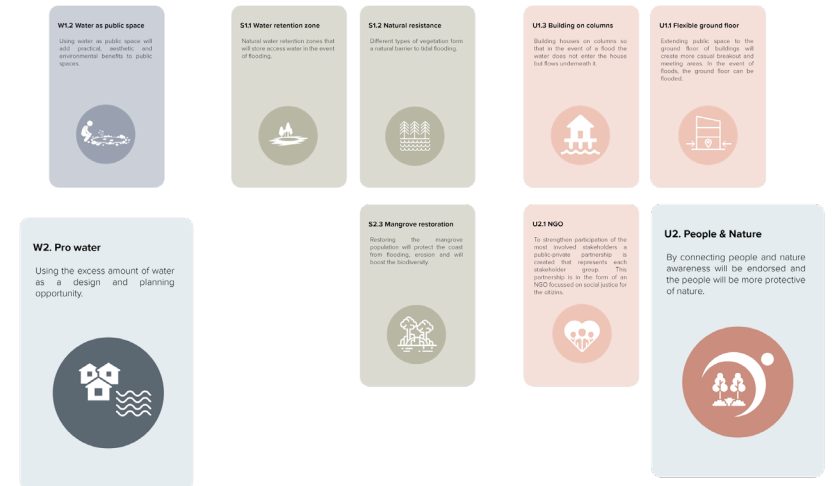 W1.2 Water as public space
Using water as public space will
add practical, aesthetic and
environmental benefits to public
spaces.
S1.1 Water retention zone
Natural water retention zones that
will store access water in the event
of flooding.
S1.2 Natural resistance
Different types of vegetation form
a natural barrier to tidal flooding.
U1.3 Building on columns
Building houses on columns so
that in the event of a flood the
water does not enter the house
but flows underneath it.
U1.1 Flexible ground floor
Extending public space to the
ground floor of buildings will
create more casual breakout and
meeting areas. In the event of
floods, the ground floor can be
flooded.
W2. Pro water
Using the excess amount of water
as a design and planning
opportunity.
S2.3 Mangrove restoration
Restoring the mangrove
population will protect the coast
from flooding, erosion and will
boost the biodiversity.
U2.1 NGO
To strengthen participation of the
most involved stakeholders a
public-private partnership is
created that represents each
stakeholder group. This
partnership is in the form of an
NGO focussed on social justice for
the citizins.
U2. People & Nature
By connecting people and nature
awareness will be endorsed and
the people will be more protective
of nature.